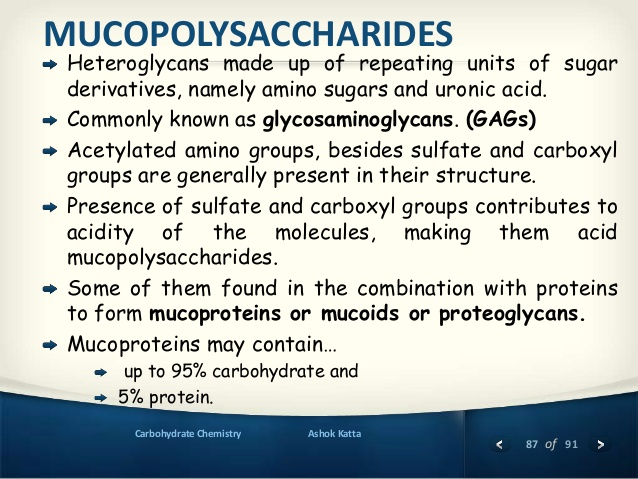 MUCOPOLYSACCHARIDES
Heteroglycans made up of repeating units of sugar
derivatives, namely amino sugars and uronic acid.
Commonly known as glycosaminoglycans. (GAGs)
Acetylated amino groups, besides sulfate and carboxyl
groups are generally present in their structure.
Presence of sulfate and carboxyl groups contributes to
acidity of the molecules, making them acid
mucopolysaccharides.
Some of them found in the combination with proteins
to form mucoproteins or mucoids or proteoglycans.
Mucoproteins may contain…
up to 95% carbohydrate and
5% protein.
Carbohydrate Chemistry Ashok Katta
< 87 of 91 >